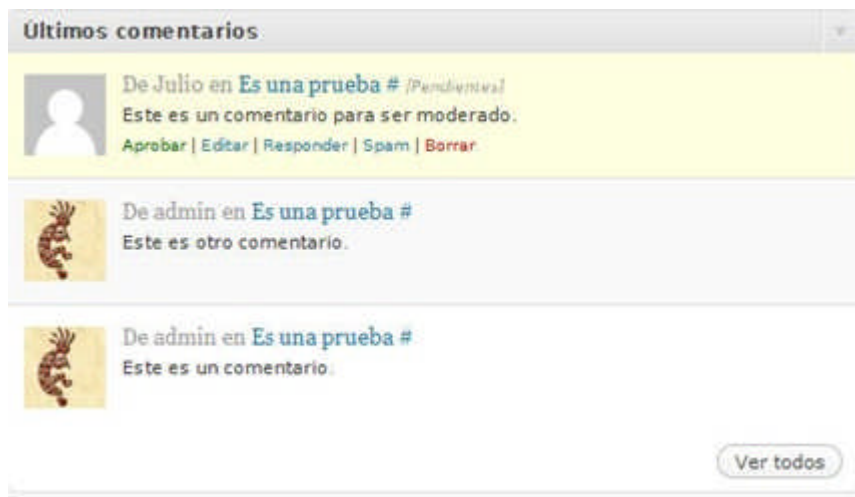 Últimos comentarios
De Julio en Es una prueba # [Pendientes]
Este es un comentario para ser moderado.
Aprobar | Editar | Responder | Spam | Borrar
De admin en Es una prueba #
Este es otro comentario.
De admin en Es una prueba #
Este es un comentario.
Ver todos